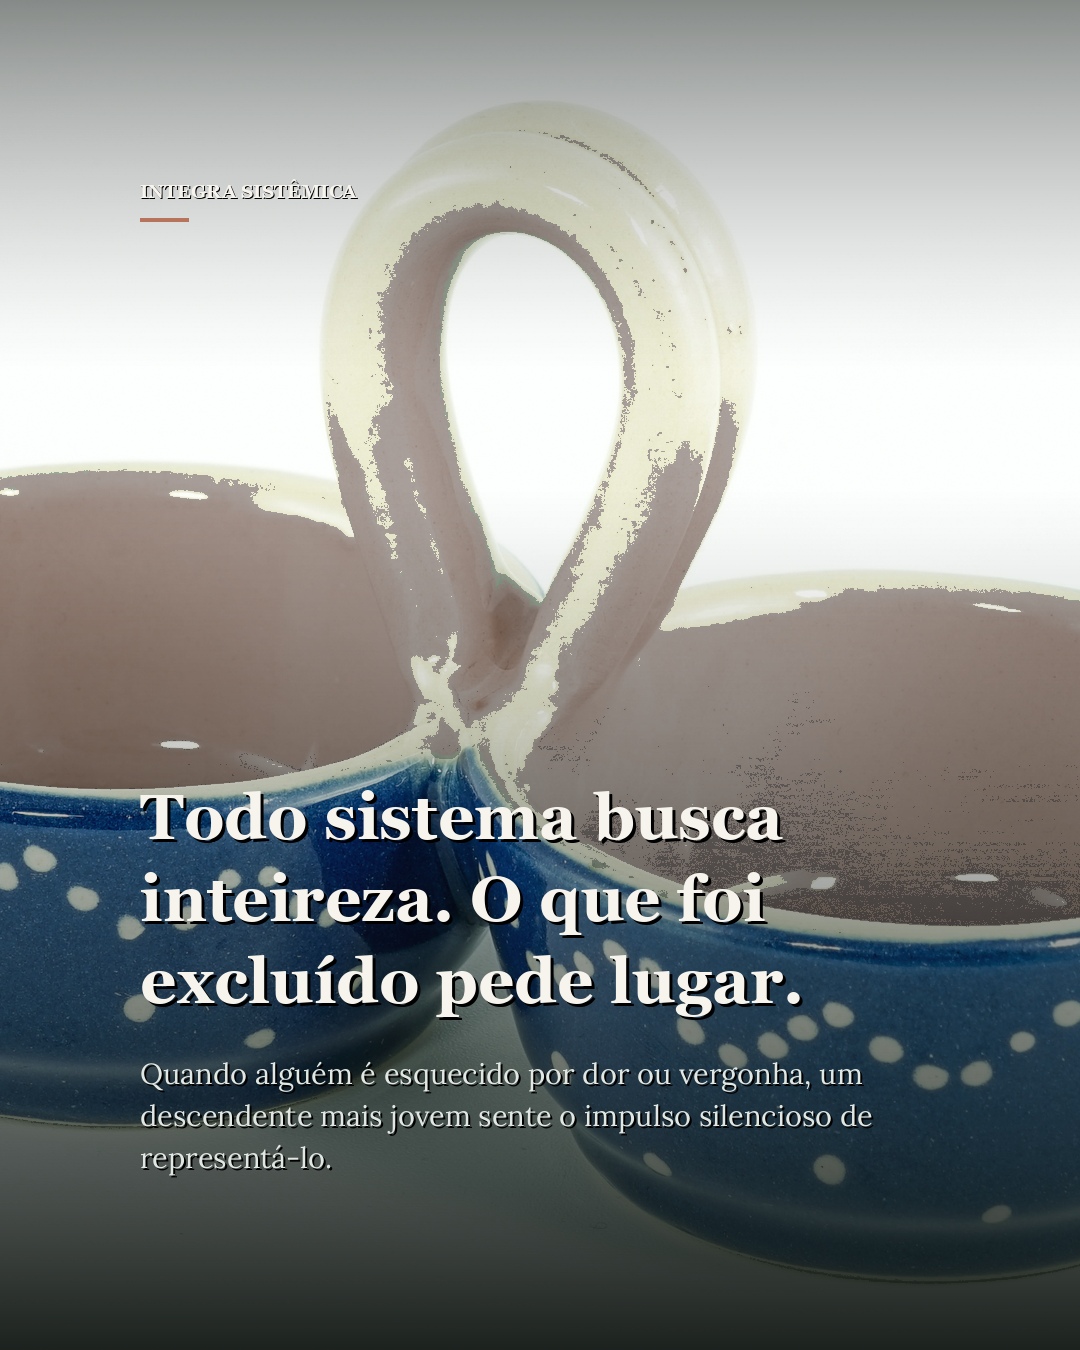 INTEGRA SISTÊMICA
Todo sistema busca
inteireza. O que foi
excluído pede lugar.
Quando alguém é esquecido por dor ou vergonha, um
descendente mais jovem sente o impulso silencioso de
representá-lo.